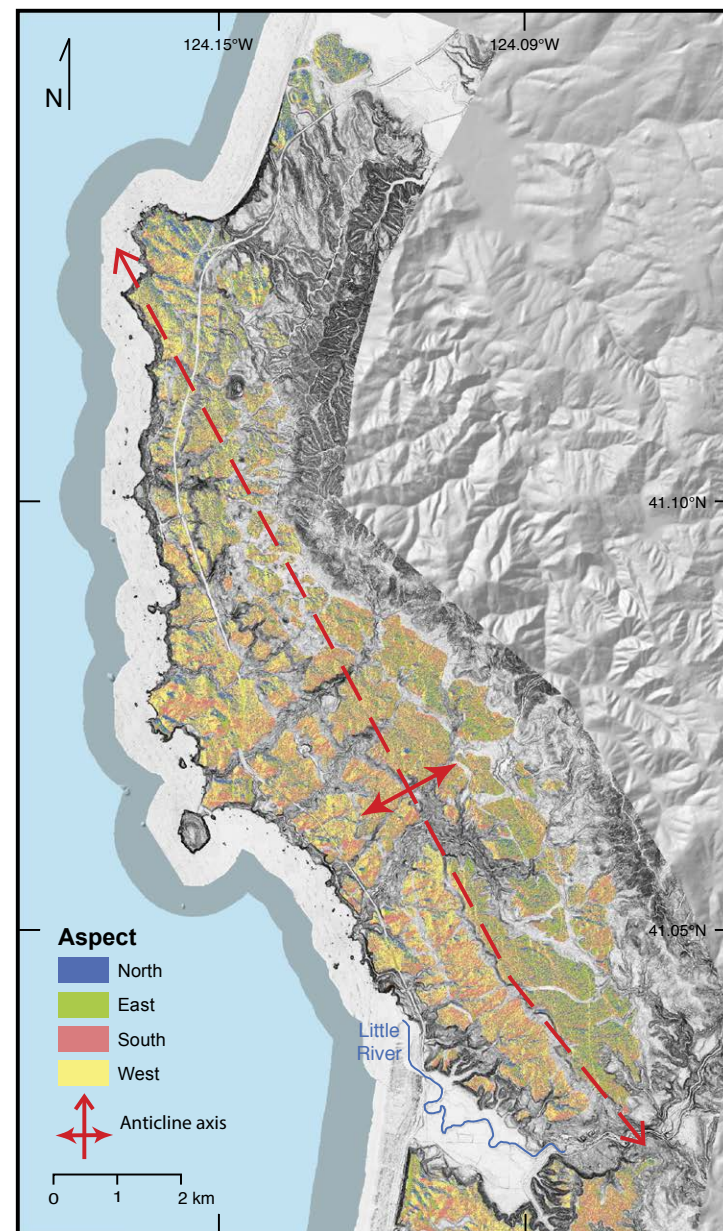 124.15°W
124.09°W
N
41.10°N
41.05°N
Little
River
Aspect
North
East
South
West
Anticline axis
0 1 2 km